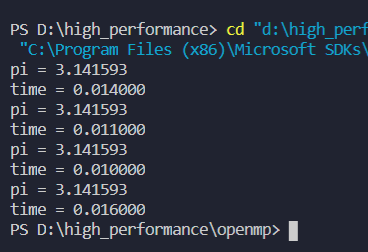 PS D:\high_performance> cd "d:\high_perf
"C:\Program Files (x86)\Microsoft SDKs\
pi = 3.141593
time = 0.014000
pi = 3.141593
time = 0.011000
pi = 3.141593
time = 0.010000
pi = 3.141593
time = 0.016000
PS D:\high_performance\openmp>